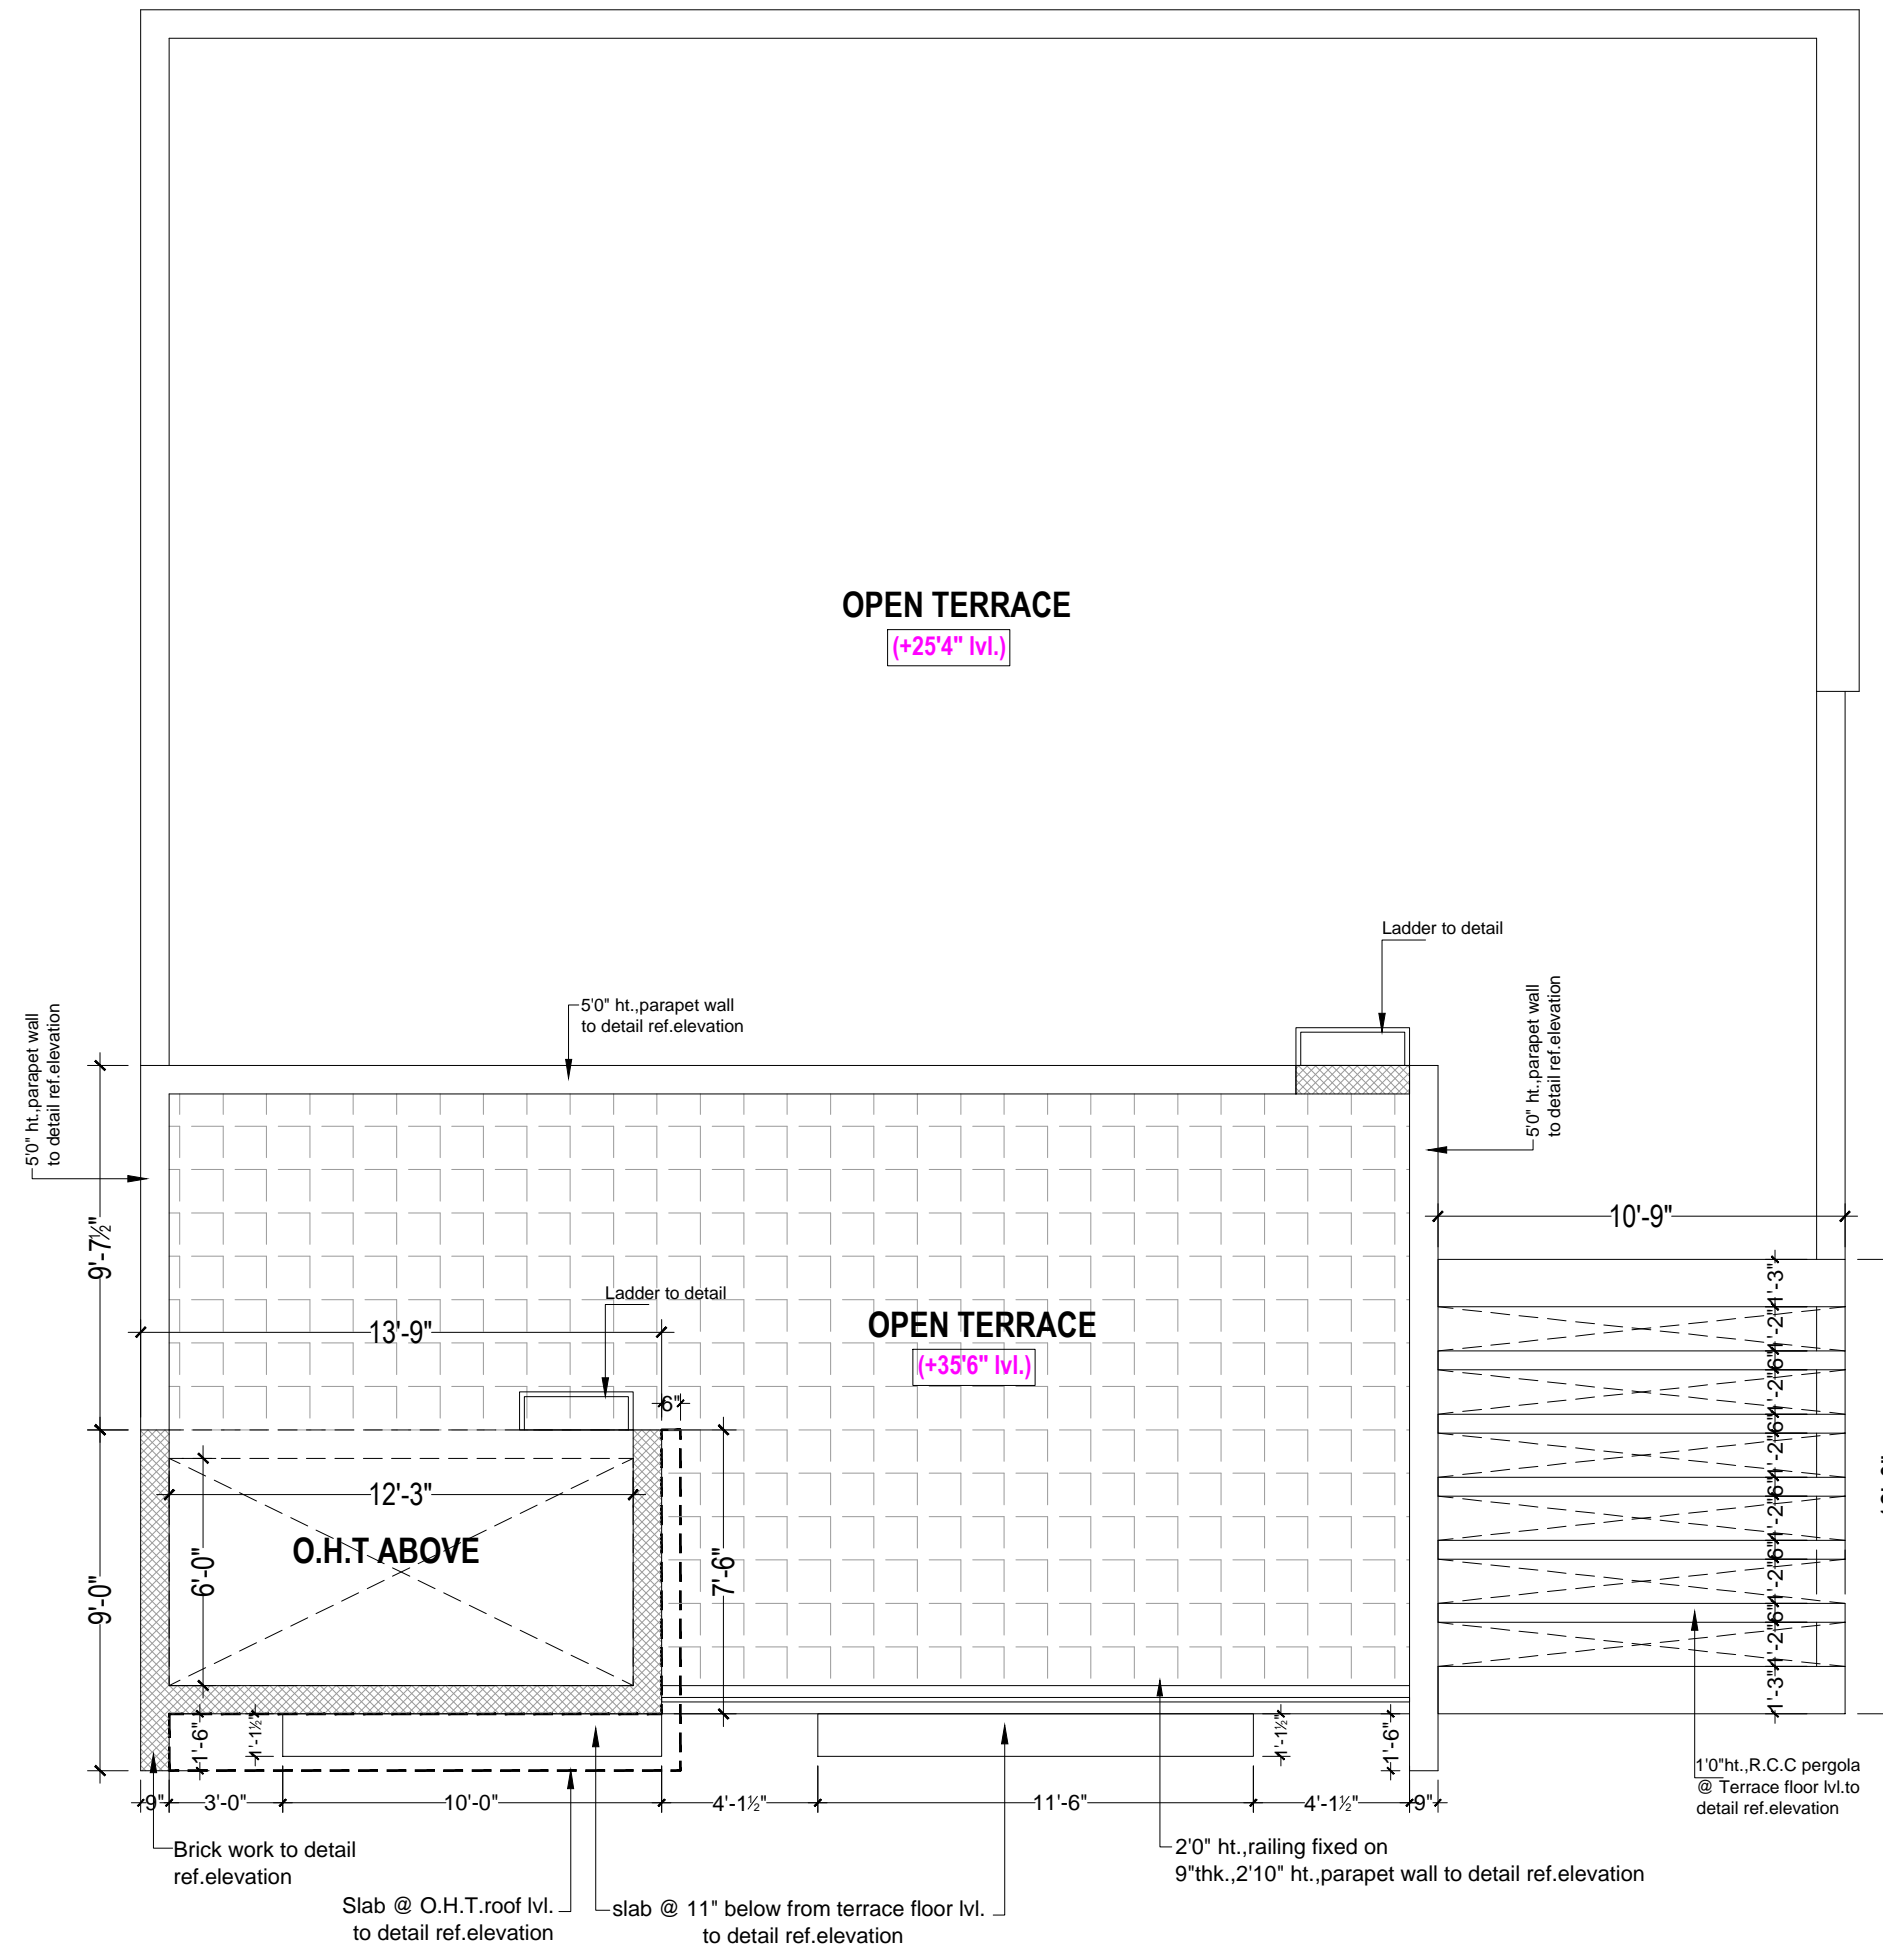 OPEN TERRACE
(+25'4" lvl.)
Ladder to detail
5'0" ht.,parapet wall
to detail ref.elevation
5'0" ht.,parapet wall
to detail ref.elevation
5'0" ht.,parapet wall
to detail ref.elevation
9'-7½"
10'-9"
Ladder to detail
13'-9"
OPEN TERRACE
(+35'6" lvl.)
6"
1'-3"
1'-2"
6"
1'-2"
6"
1'-2"
6"
1'-2"
6"
1'-2"
6"
1'-2"
1'-3"
12'-3"
O.H.T ABOVE
6'-0"
7'-6"
9'-0"
1'-6"
1'-1½"
1'-1½"
1'-6"
9"
3'-0"
10'-0"
4'-1½"
11'-6"
4'-1½"
9"
1'0"ht.,R.C.C pergola
@ Terrace floor lvl.to
detail ref.elevation
Brick work to detail
ref.elevation
2'0" ht.,railing fixed on
9"thk.,2'10" ht.,parapet wall to detail ref.elevation
Slab @ O.H.T.roof lvl.
to detail ref.elevation
slab @ 11" below from terrace floor lvl.
to detail ref.elevation